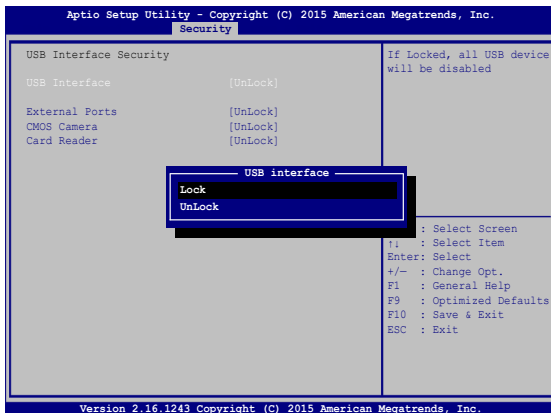 Aptio Setup Utility - Copyright (C) 2015 American Megatrends, Inc.
Security
USB Interface Security
USB Interface [UnLock]
External Ports [UnLock]
CMOS Camera [UnLock]
Card Reader [UnLock]
If Locked, all USB device
will be disabled
USB interface
Lock
UnLock
: Select Screen
↑↓ : Select Item
Enter: Select
+/— : Change Opt.
F1 : General Help
F9 : Optimized Defaults
F10 : Save & Exit
ESC : Exit
Version 2.16.1243 Copyright (C) 2015 American Megatrends, Inc.